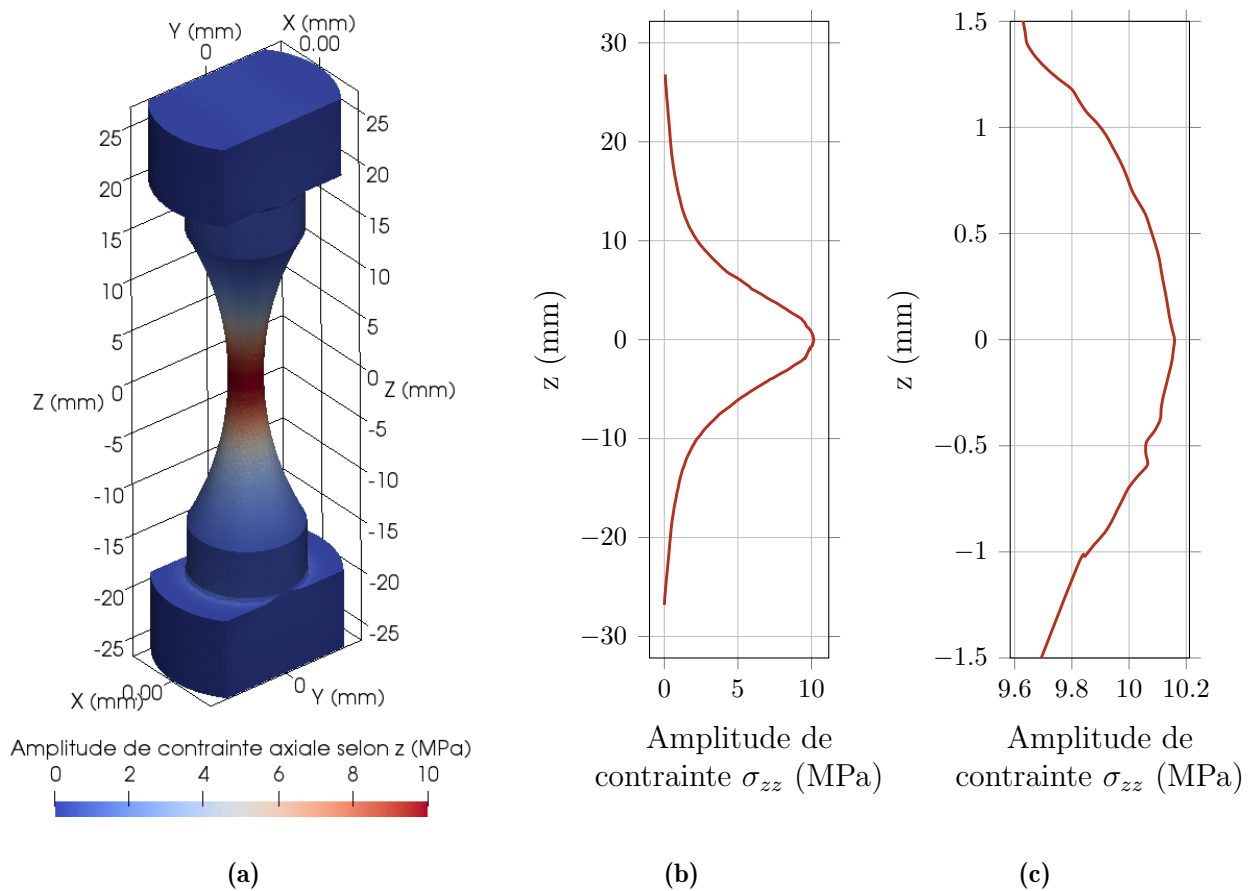 Y (mm)
0
X (mm)
0.00
25
20
15
10
5
0
-5
-10
-15
-20
-25
Z (mm)
25
20
15
10
5
0
-5
-10
-15
-20
-25
Z (mm)
X (mm)
0.00
0
Y (mm)
Amplitude de contrainte axiale selon z (MPa)
0 2 4 6 8 10
(a)
30
20
10
0
−10
−20
−30
z (mm)
0 5 10
Amplitude de
contrainte σzz (MPa)
(b)
1.5
1
0.5
0
−0.5
−1
−1.5
z (mm)
9.6 9.8 10 10.2
Amplitude de
contrainte σzz (MPa)
(c)